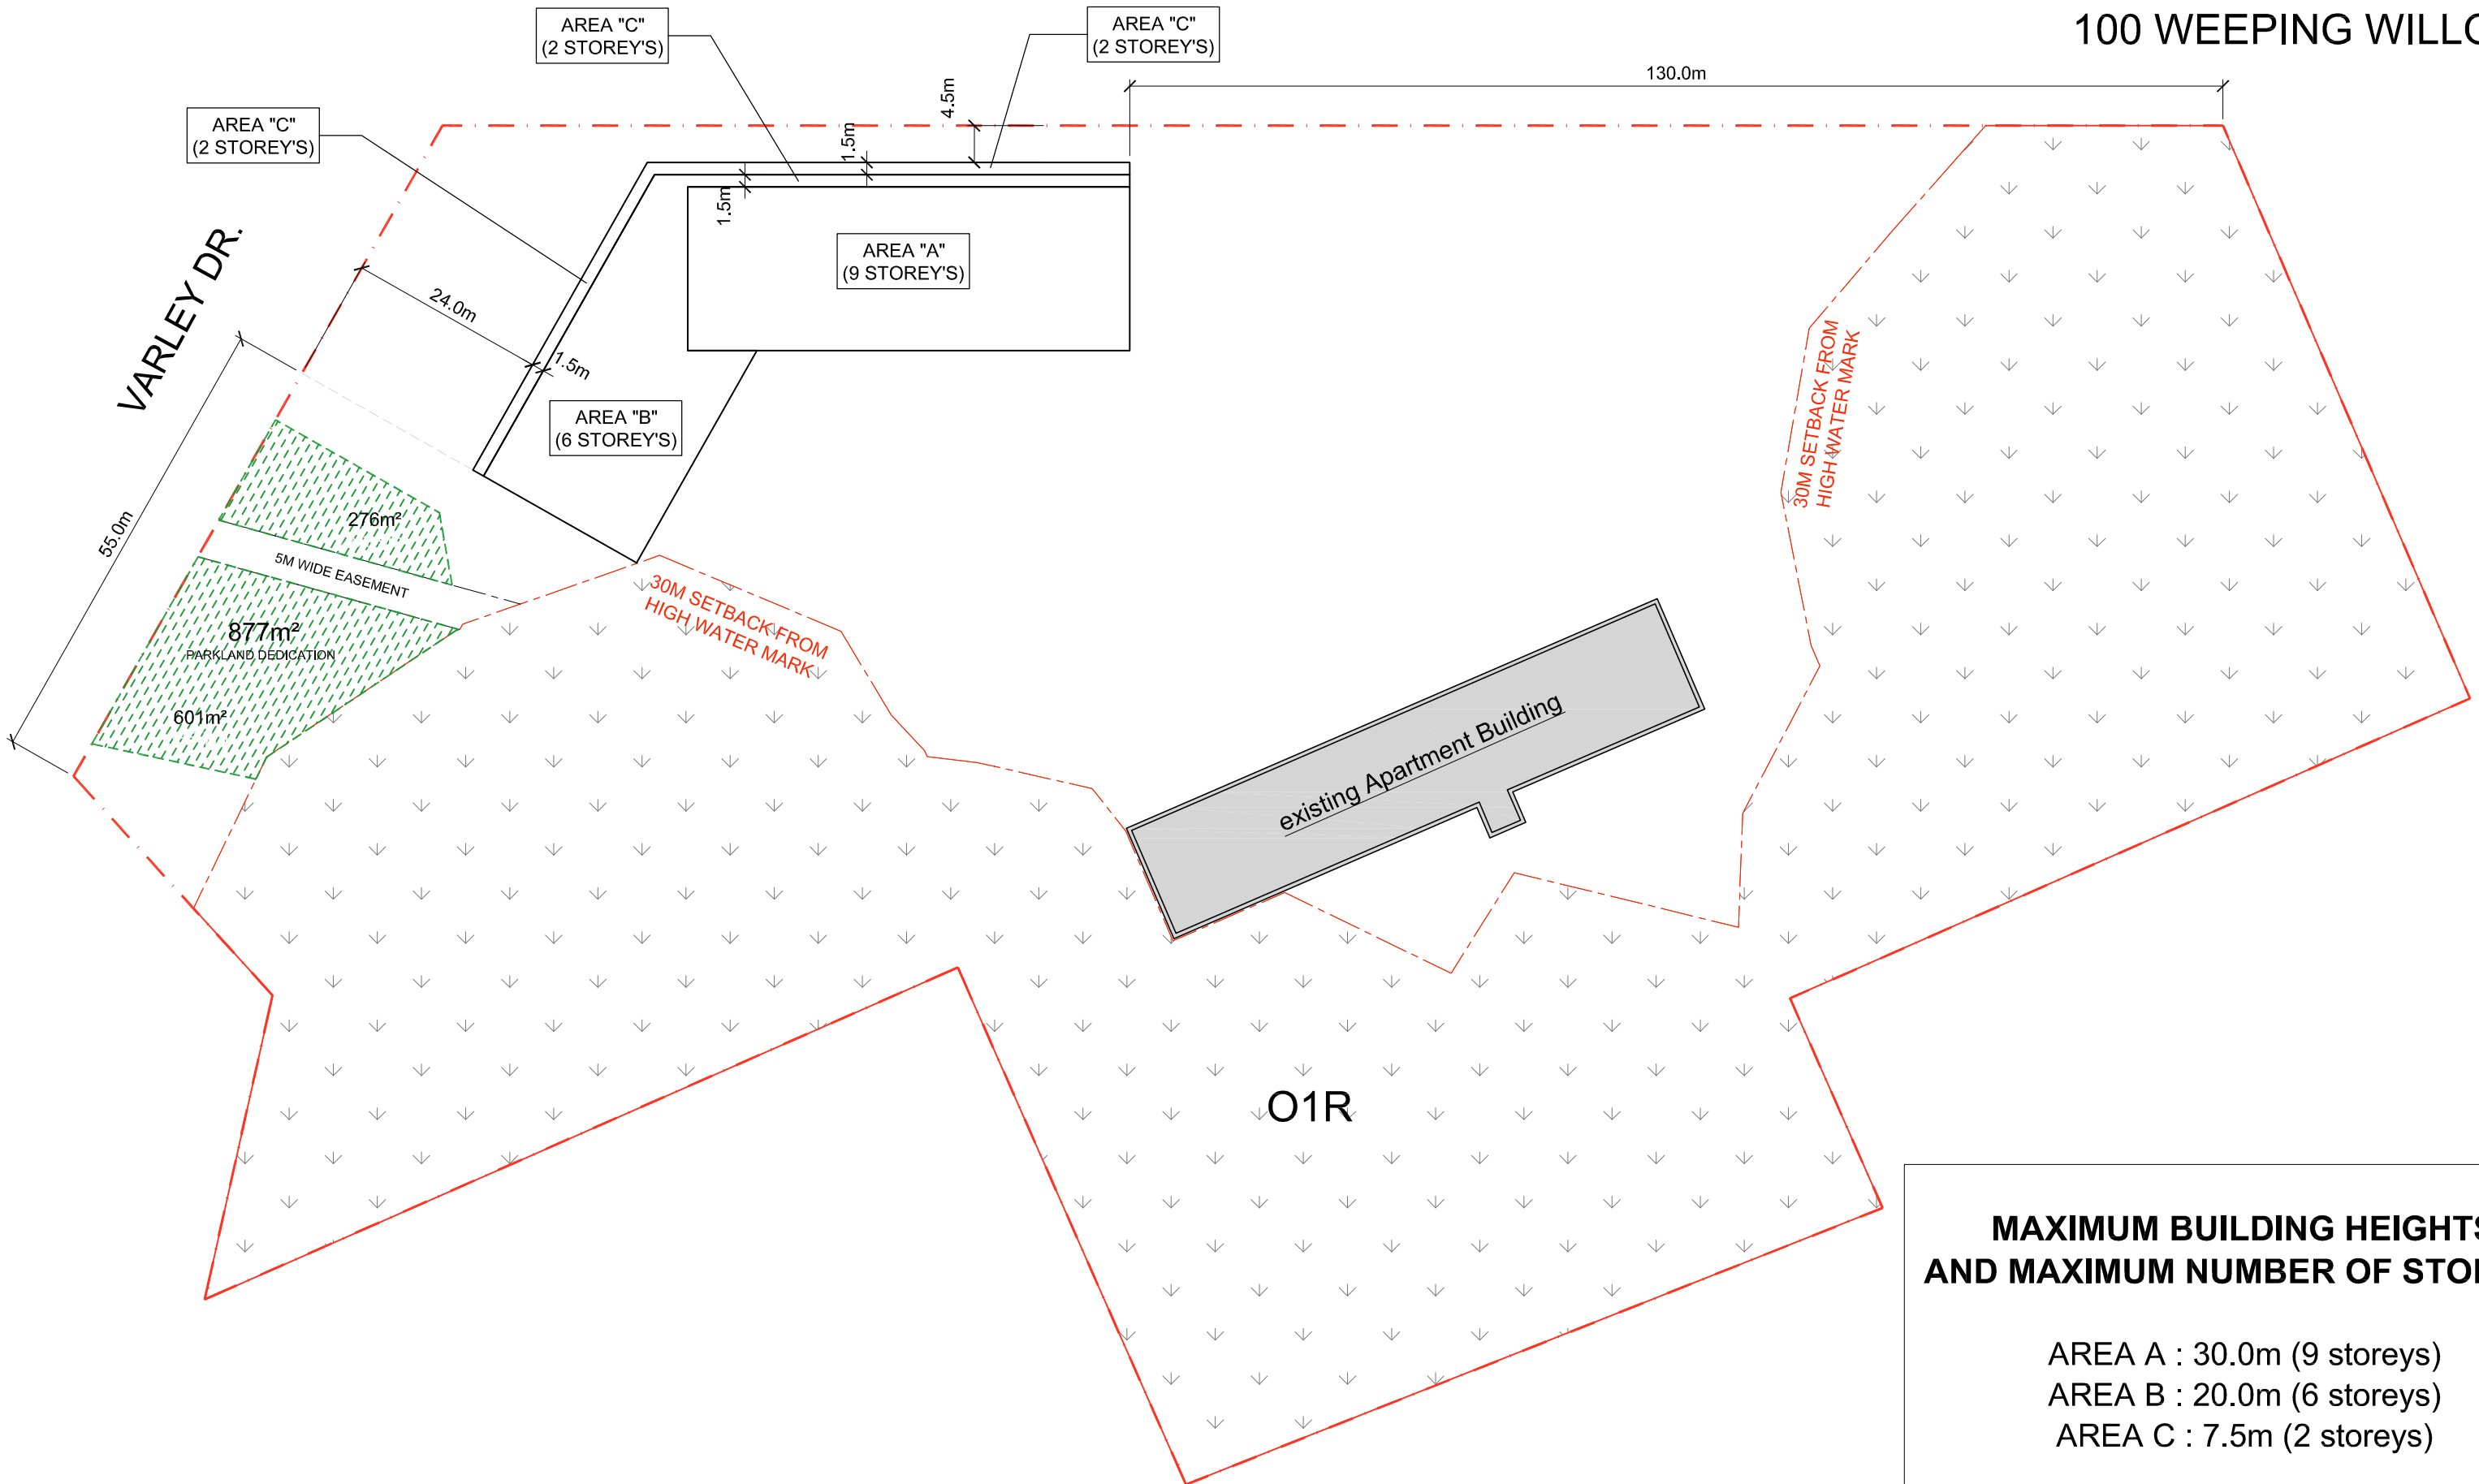 100 WEEPING WILLO
AREA "C"
(2 STOREY'S)
AREA "C"
(2 STOREY'S)
130.0m
4.5m
AREA "C"
(2 STOREY'S)
1.5m
1.5m
AREA "A"
(9 STOREY'S)
VARLEY DR.
24.0m
1.5m
AREA "B"
(6 STOREY'S)
30M SETBACK FROM
HIGH WATER MARK
55.0m
276m²
5M WIDE EASEMENT
30M SETBACK FROM
HIGH WATER MARK
877m²
PARKLAND DEDICATION
601m²
existing Apartment Building
O1R
MAXIMUM BUILDING HEIGHTS
AND MAXIMUM NUMBER OF STO
AREA A : 30.0m (9 storeys)
AREA B : 20.0m (6 storeys)
AREA C : 7.5m (2 storeys)